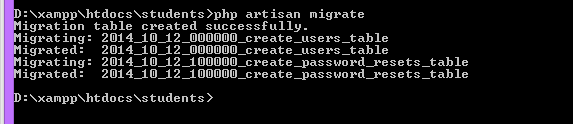 D:\xampp\htdocs\students>php artisan migrate
Migration table created successfully.
Migrating: 2014_10_12_000000_create_users_table
Migrated:  2014_10_12_000000_create_users_table
Migrating: 2014_10_12_100000_create_password_resets_table
Migrated:  2014_10_12_100000_create_password_resets_table
D:\xampp\htdocs\students>